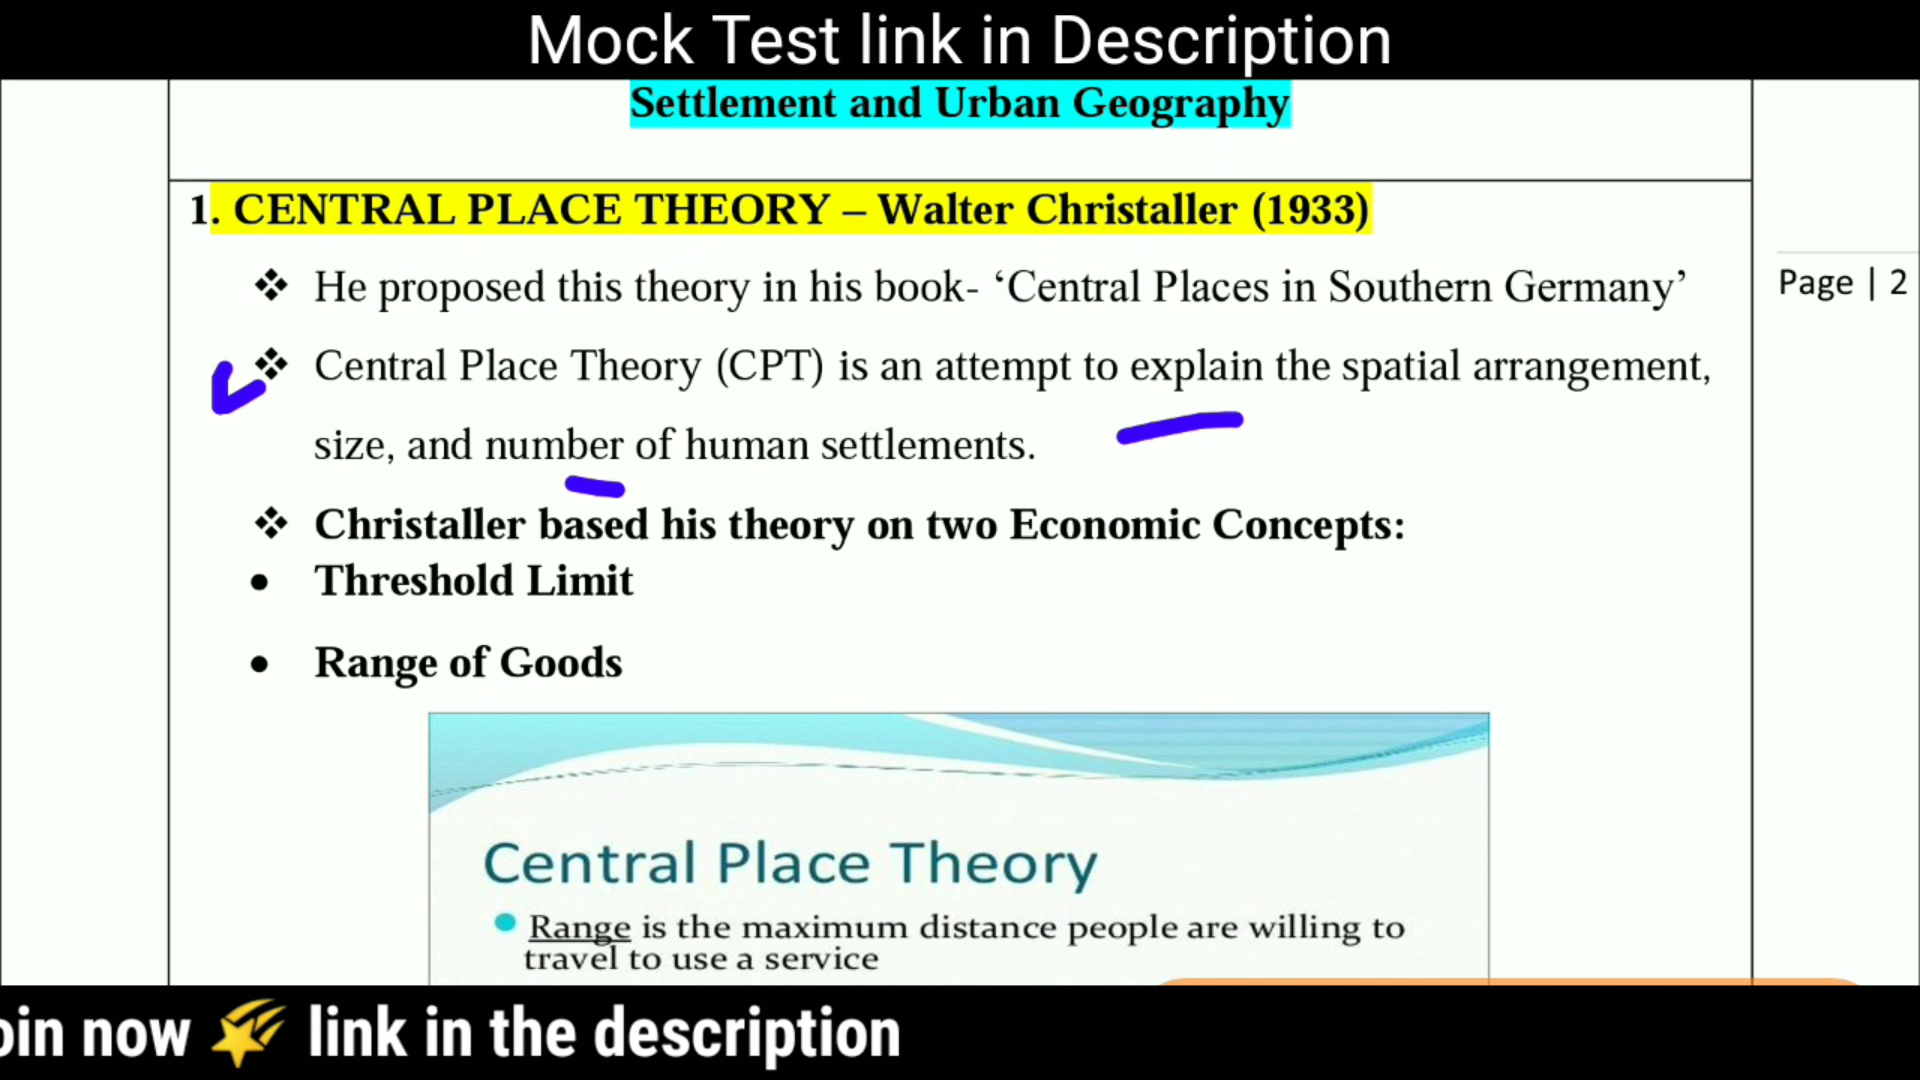 Mock Test link in Description
Settlement and Urban Geography
1. CENTRAL PLACE THEORY – Walter Christaller (1933)
❖ He proposed this theory in his book- ‘Central Places in Southern Germany’
Page | 2
❖ Central Place Theory (CPT) is an attempt to explain the spatial arrangement,
size, and number of human settlements.
❖ Christaller based his theory on two Economic Concepts:
• Threshold Limit
• Range of Goods
Central Place Theory
• Range is the maximum distance people are willing to
travel to use a service
oin now 🌠 link in the description